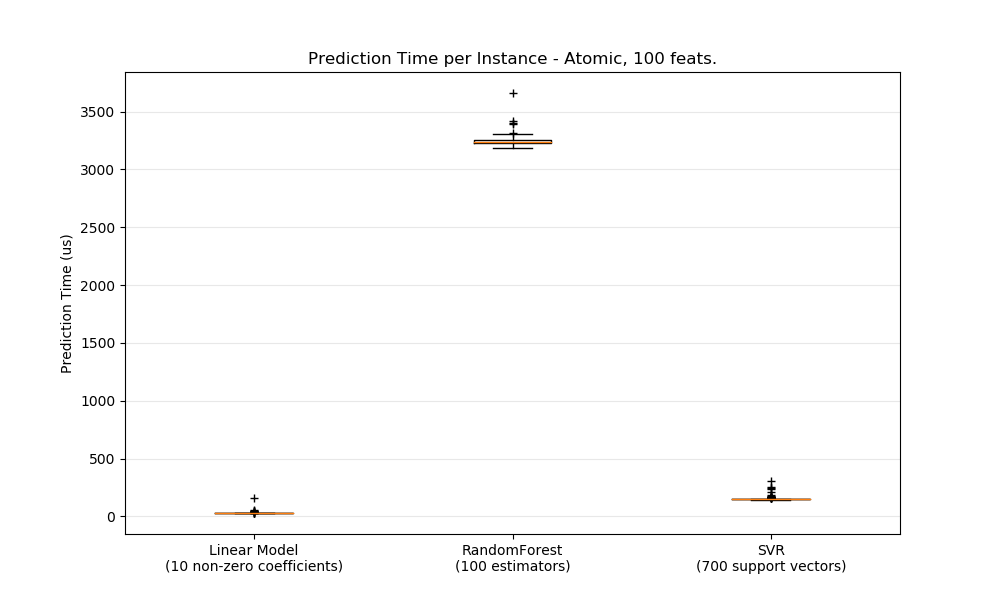 Prediction Time per Instance - Atomic, 100 feats.
Prediction Time (us)
3500
3000
2500
2000
1500
1000
500
0
Linear Model
(10 non-zero coefficients)
RandomForest
(100 estimators)
SVR
(700 support vectors)